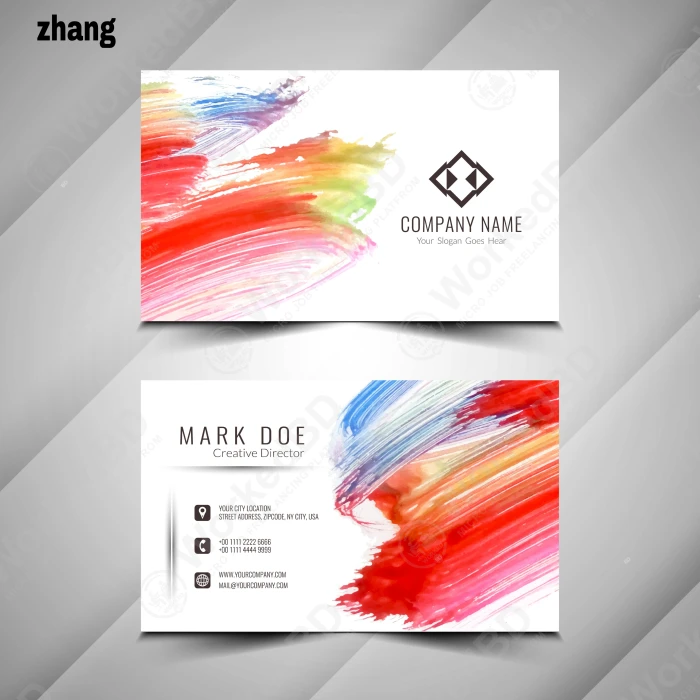 zhang
COMPANY NAME
Your Slogan Goes Hear
MARK DOE
Creative Director
YOUR CITY LOCATION
STREET ADDRESS, ZIPCODE, NY CITY, USA
+00 1111 2222 6666
+00 1111 4444 9999
WWW.YOURCOMPANY.COM
MAIL@YOURCOMPANY.COM